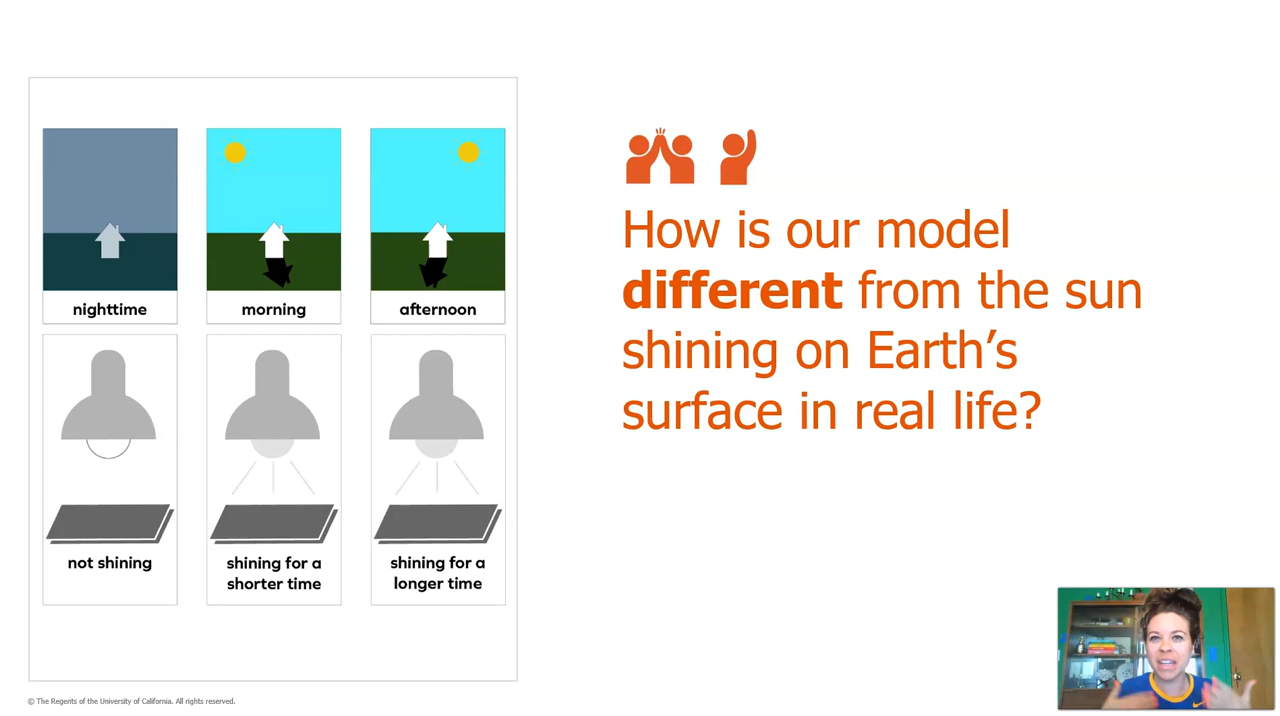 nighttime
morning
afternoon
not shining
shining for a
shorter time
shining for a
longer time
How is our model
different from the sun
shining on Earth’s
surface in real life?
© The Regents of the University of California. All rights reserved.